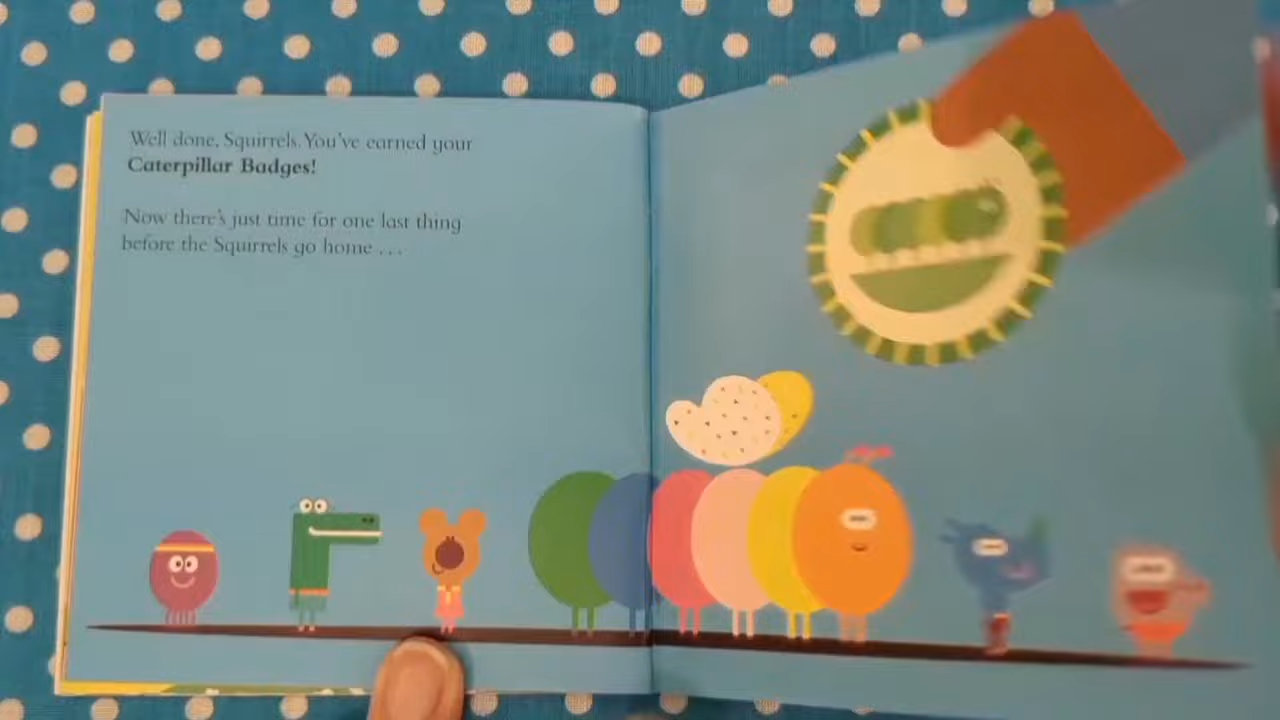 Well done, Squirrels. You've earned your
Caterpillar Badges!
Now there's just time for one last thing
before the Squirrels go home . . .